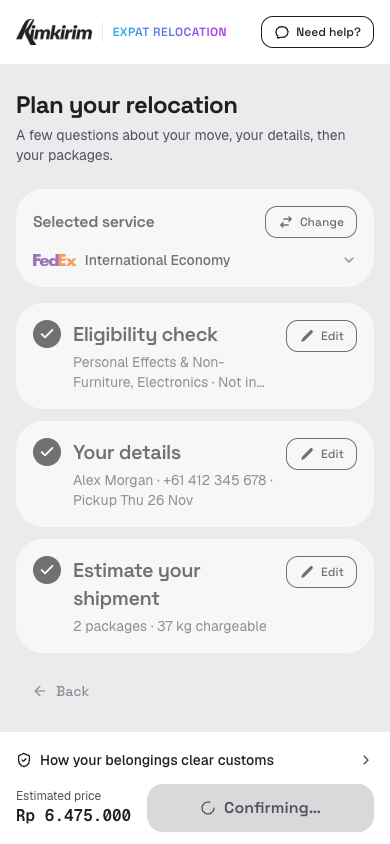 Kimkirim
EXPAT RELOCATION
Need help?
Plan your relocation
A few questions about your move, your details, then
your packages.
Selected service
Change
FedEx International Economy
Eligibility check
Edit
Personal Effects & Non-
Furniture, Electronics · Not in...
Your details
Edit
Alex Morgan · +61 412 345 678 ·
Pickup Thu 26 Nov
Estimate your
shipment
Edit
2 packages · 37 kg chargeable
Back
How your belongings clear customs
Estimated price
Rp 6.475.000
Confirming...